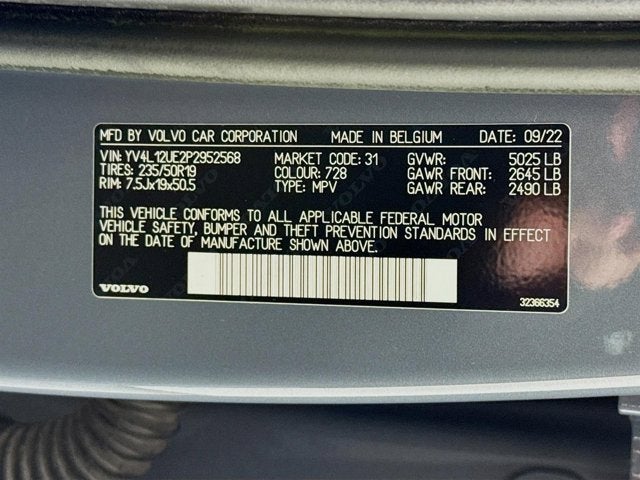 MFD BY VOLVO CAR CORPORATION MADE IN BELGIUM DATE: 09/22
VIN: YV4L12UE2P2952568 MARKET CODE: 31 GVWR: 5025 LB
TIRES: 235/50R19 COLOUR: 728 GAWR FRONT: 2645 LB
RIM: 7.5Jx19x50.5 TYPE: MPV GAWR REAR: 2490 LB
THIS VEHICLE CONFORMS TO ALL APPLICABLE FEDERAL MOTOR
VEHICLE SAFETY, BUMPER AND THEFT PREVENTION STANDARDS IN EFFECT
ON THE DATE OF MANUFACTURE SHOWN ABOVE.
VOLVO 32366354